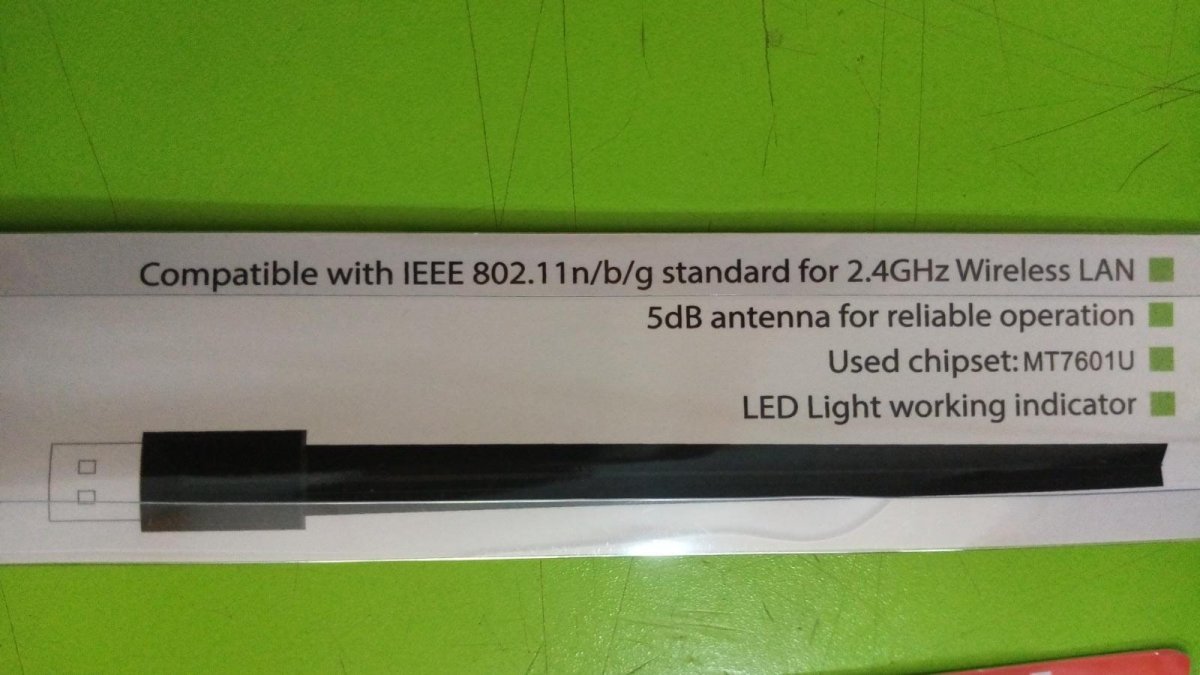 Compatible with IEEE 802.11n/b/g standard for 2.4GHz Wireless LAN
5dB antenna for reliable operation
Used chipset: MT7601U
LED Light working indicator